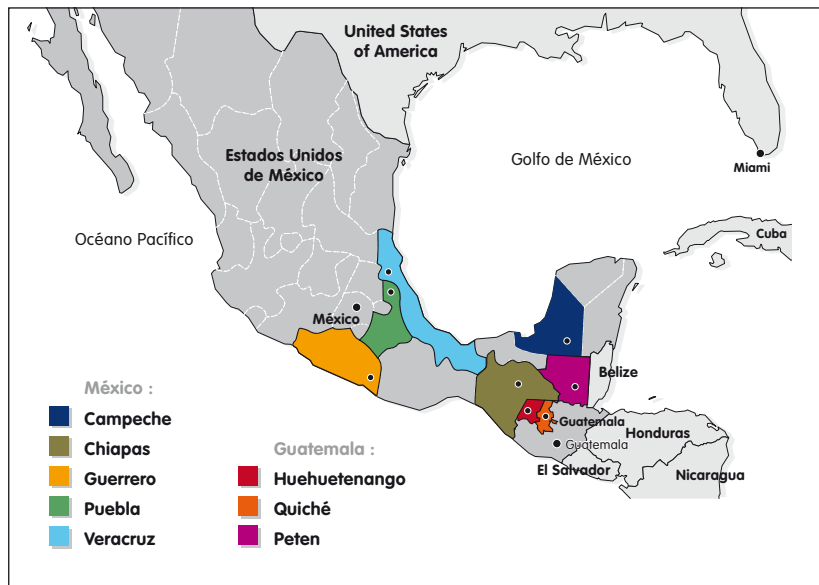 United States
of America
Estados Unidos
de México
Golfo de México
Miami
Océano Pacífico
Cuba
México
Belize
Guatemala
Honduras
Guatemala
El Salvador
Nicaragua
México :
Campeche
Chiapas
Guerrero
Puebla
Veracruz
Guatemala :
Huehuetenango
Quiché
Peten